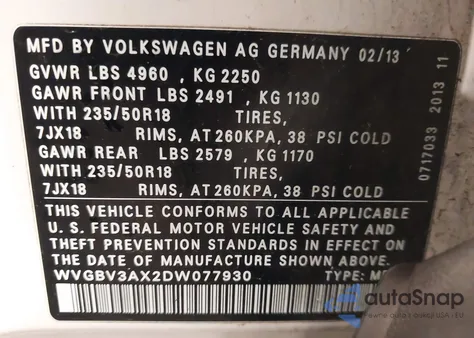 MFD BY VOLKSWAGEN AG GERMANY 02/13
GVWR LBS 4960 , KG 2250
GAWR FRONT LBS 2491 , KG 1130
WITH 235/50R18 TIRES,
7JX18 RIMS, AT 260KPA, 38 PSI COLD
GAWR REAR LBS 2579 , KG 1170
WITH 235/50R18 TIRES,
7JX18 RIMS, AT 260KPA, 38 PSI COLD
THIS VEHICLE CONFORMS TO ALL APPLICABLE
U.S. FEDERAL MOTOR VEHICLE SAFETY AND
THEFT PREVENTION STANDARDS IN EFFECT ON
THE DATE OF MANUFACTURE SHOWN ABOVE.
WVGBV3AX2DW077930 TYPE:
0717033 2013 11
autoSnap